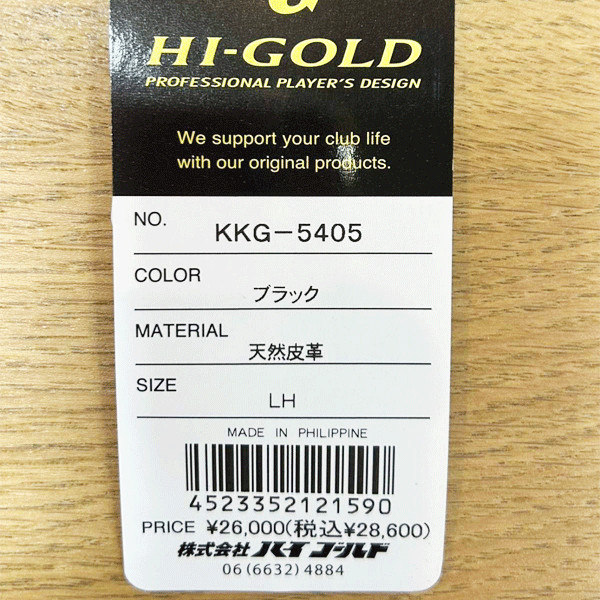 HI-GOLD
PROFESSIONAL PLAYER'S DESIGN
We support your club life
with our original products.
NO. KKG-5405
COLOR ブラック
MATERIAL 天然皮革
SIZE LH
MADE IN PHILIPPINE
4523352121590
PRICE ¥26,000(税込¥28,600)
株式会社 ハイゴールド
06(6632)4884